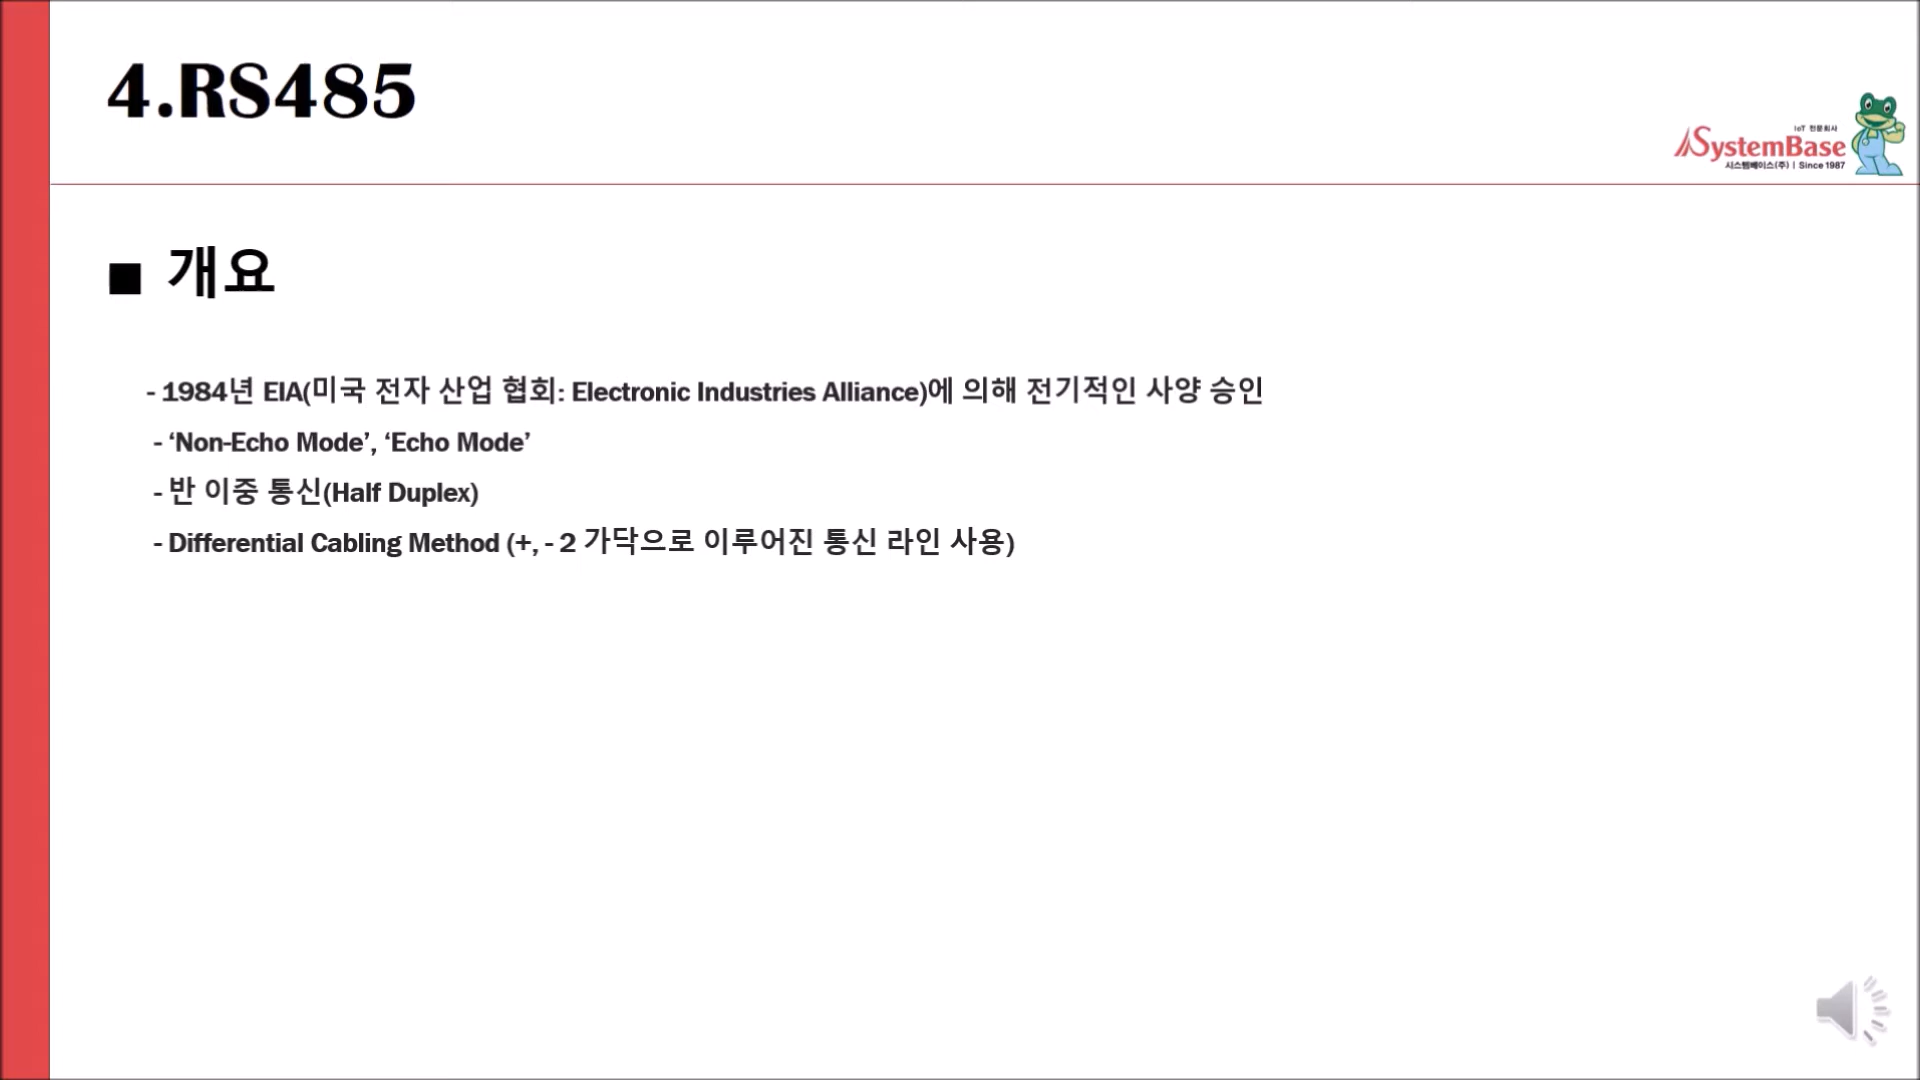 4.RS485
IoT 전문회사
SystemBase
시스템베이스(주) | Since 1987
■ 개요
- 1984년 EIA(미국 전자 산업 협회: Electronic Industries Alliance)에 의해 전기적인 사양 승인
- ‘Non-Echo Mode’, ‘Echo Mode’
- 반 이중 통신(Half Duplex)
- Differential Cabling Method (+, - 2 가닥으로 이루어진 통신 라인 사용)